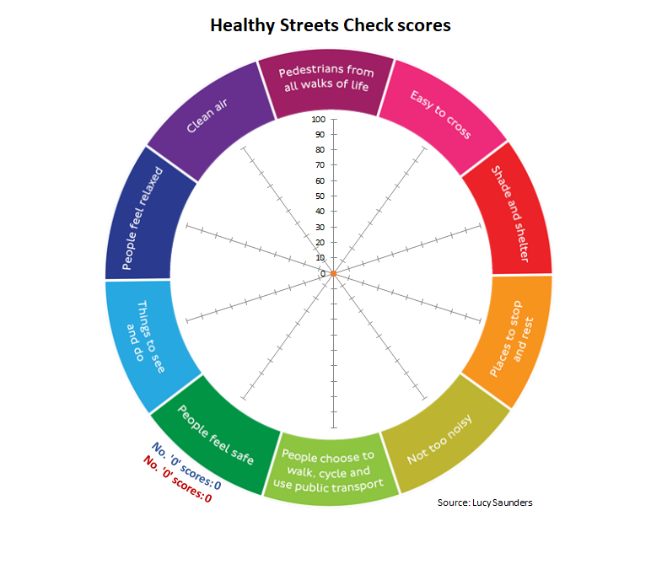 Healthy Streets Check scores
Pedestrians from
all walks of life
Easy to cross
Shade and shelter
Places to stop
and rest
Not too noisy
People choose to
walk, cycle and
use public transport
People feel safe
Things to see
and do
People feel relaxed
Clean air
100
90
80
70
60
50
40
30
20
10
0
No. '0' scores: 0
No. '0' scores: 0
Source: Lucy Saunders